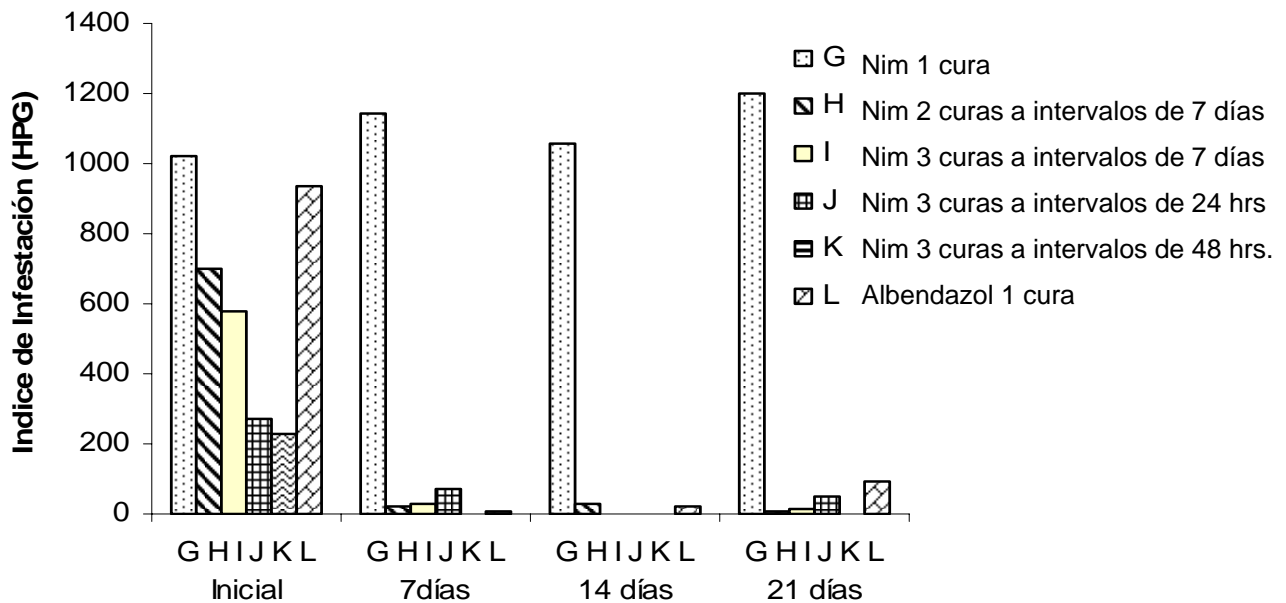 Indice de Infestación (HPG)
1400
1200
1000
800
600
400
200
0
G H I J K L
Inicial
G H I J K L
7días
G H I J K L
14 días
G H I J K L
21 días
G Nim 1 cura
H Nim 2 curas a intervalos de 7 días
I Nim 3 curas a intervalos de 7 días
J Nim 3 curas a intervalos de 24 hrs
K Nim 3 curas a intervalos de 48 hrs.
L Albendazol 1 cura